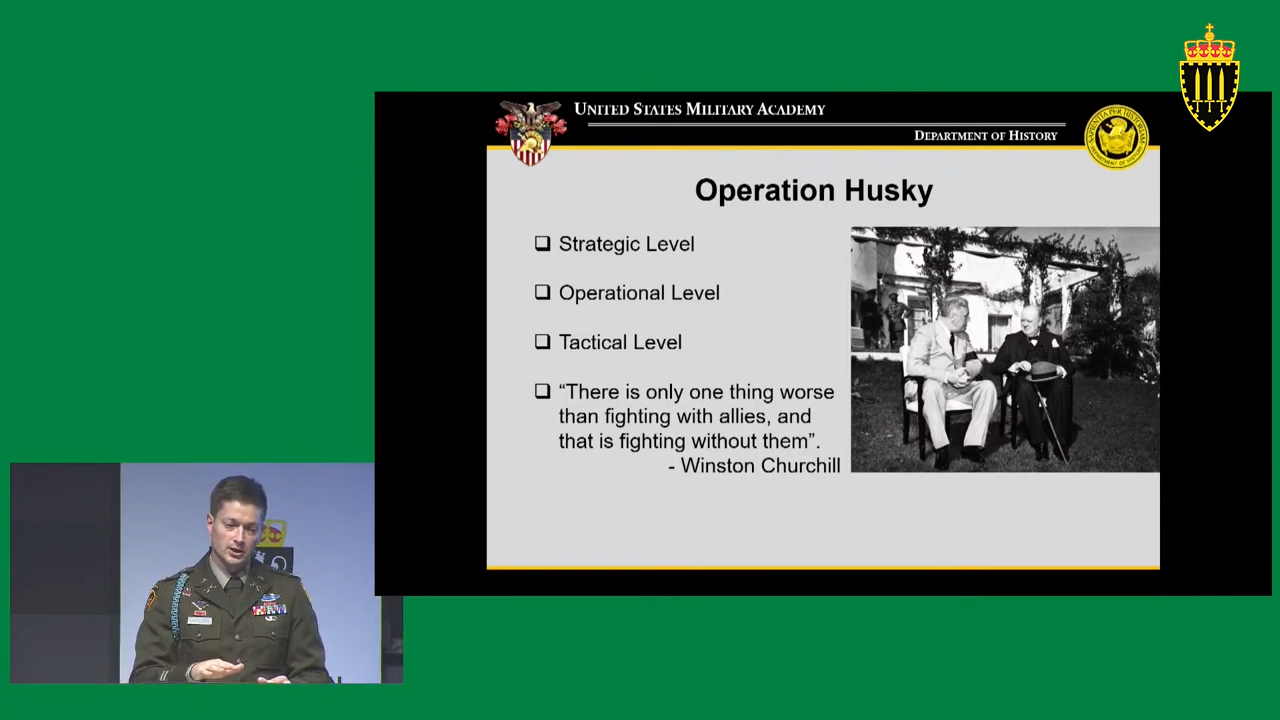 UNITED STATES MILITARY ACADEMY
DEPARTMENT OF HISTORY
Operation Husky
❑ Strategic Level
❑ Operational Level
❑ Tactical Level
❑ “There is only one thing worse
than fighting with allies, and
that is fighting without them”.
- Winston Churchill